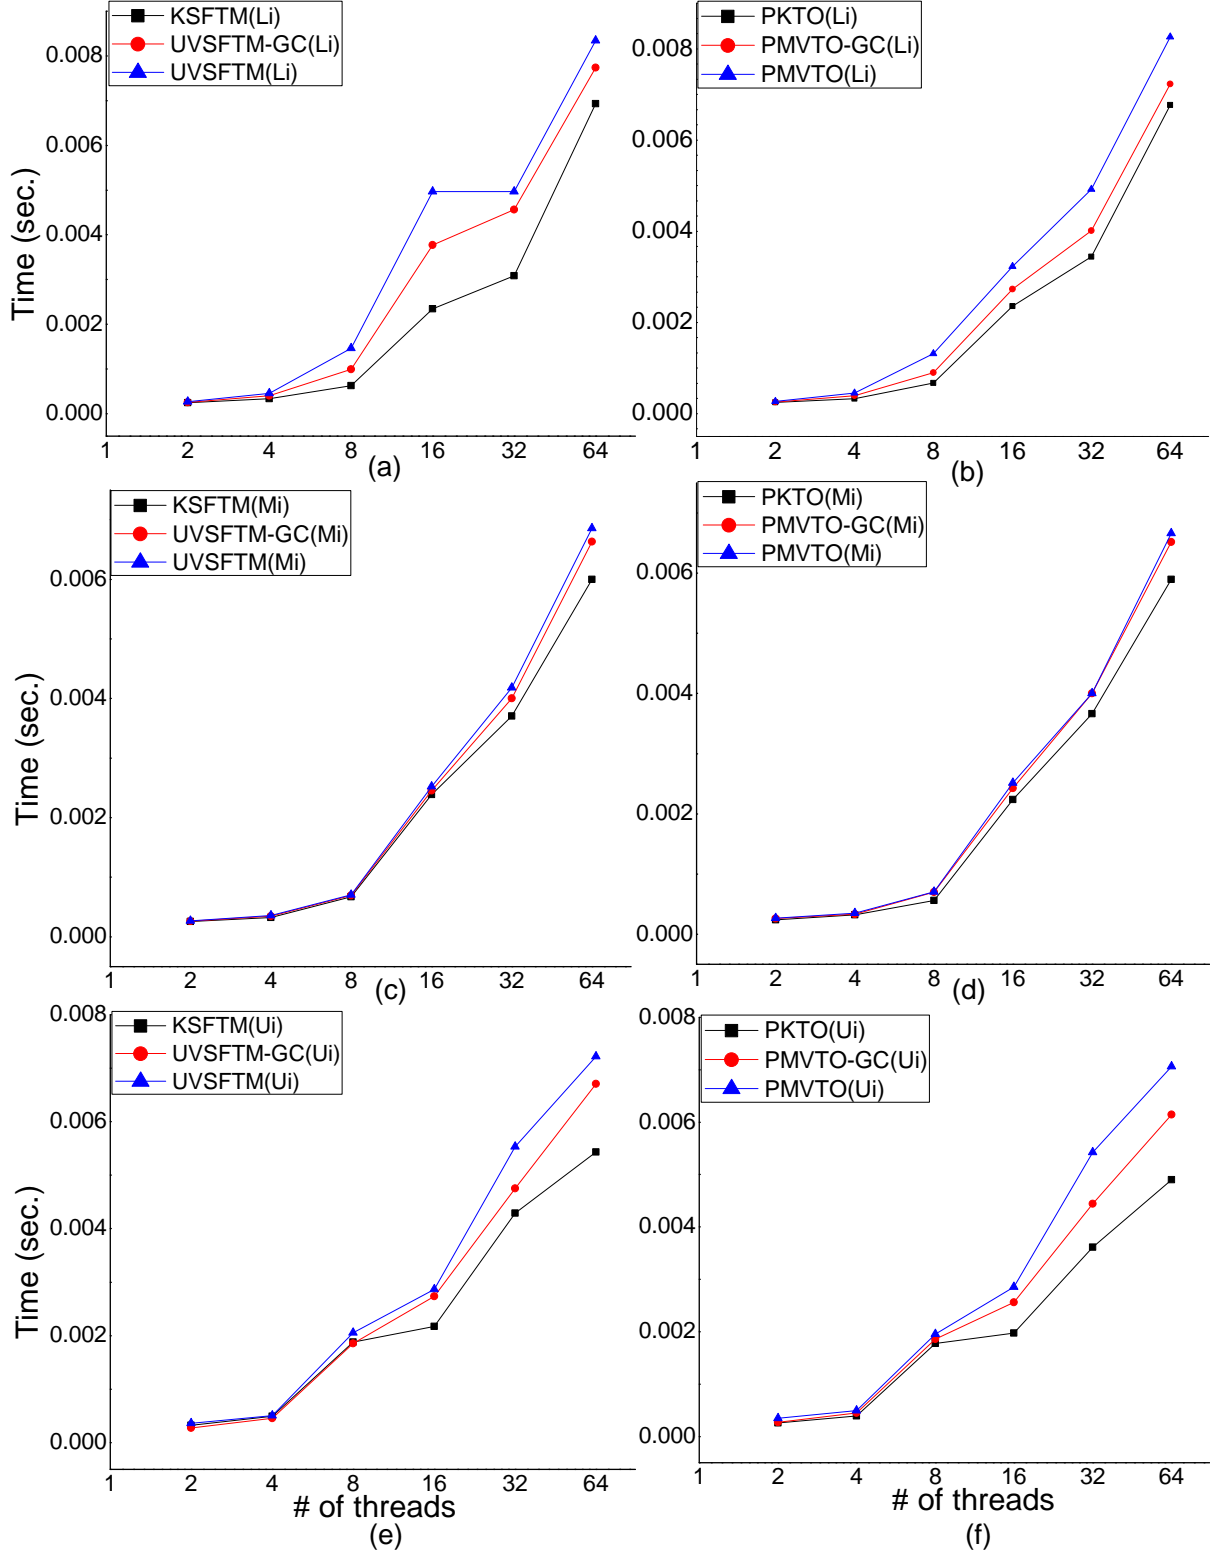 KSFTM(Li)
UVSFTM-GC(Li)
UVSFTM(Li)
0.008
0.006
0.004
0.002
0.000
Time (sec.)
1 2 4 8 16 32 64
(a)
PKTO(Li)
PMVTO-GC(Li)
PMVTO(Li)
0.008
0.006
0.004
0.002
0.000
1 2 4 8 16 32 64
(b)
KSFTM(Mi)
UVSFTM-GC(Mi)
UVSFTM(Mi)
0.006
0.004
0.002
0.000
Time (sec.)
1 2 4 8 16 32 64
(c)
PKTO(Mi)
PMVTO-GC(Mi)
PMVTO(Mi)
0.006
0.004
0.002
0.000
1 2 4 8 16 32 64
(d)
KSFTM(Ui)
UVSFTM-GC(Ui)
UVSFTM(Ui)
0.008
0.006
0.004
0.002
0.000
Time (sec.)
1 2 4 8 16 32 64
# of threads
(e)
PKTO(Ui)
PMVTO-GC(Ui)
PMVTO(Ui)
0.008
0.006
0.004
0.002
0.000
1 2 4 8 16 32 64
# of threads
(f)